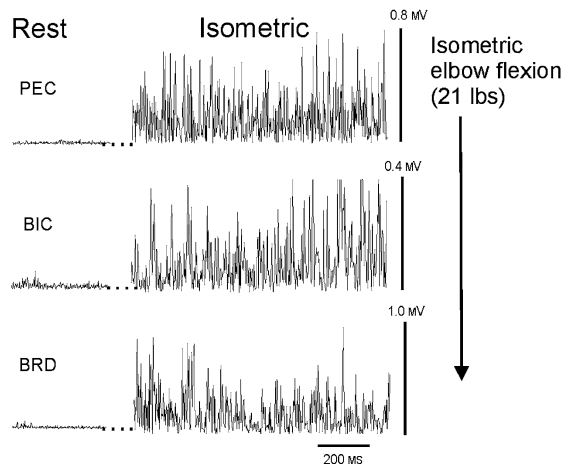 Rest
Isometric
0.8 MV
Isometric
elbow flexion
(21 lbs)
PEC
0.4 MV
BIC
1.0 MV
BRD
200 MS